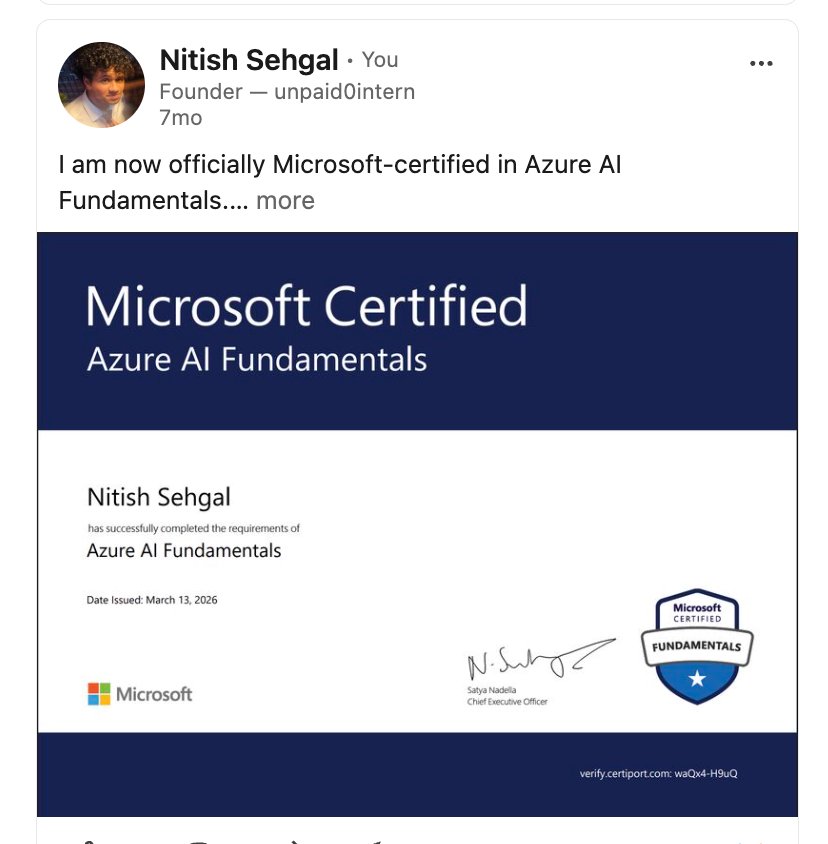 Nitish Sehgal • You
Founder — unpaid0intern
7mo
I am now officially Microsoft-certified in Azure AI
Fundamentals.... more
Microsoft Certified
Azure AI Fundamentals
Nitish Sehgal
has successfully completed the requirements of
Azure AI Fundamentals
Date Issued: March 13, 2026
Microsoft
CERTIFIED
FUNDAMENTALS
Satya Nadella
Chief Executive Officer
Microsoft
verify.certiport.com: waQx4-H9uQ